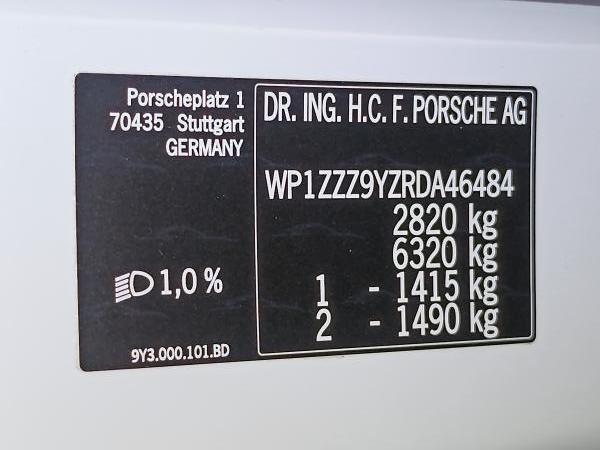 Porscheplatz 1
70435 Stuttgart
GERMANY
1,0 %
9Y3.000.101.BD
DR. ING. H.C. F. PORSCHE AG
WP1ZZZ9YZRDA46484
2820 kg
6320 kg
1 - 1415 kg
2 - 1490 kg